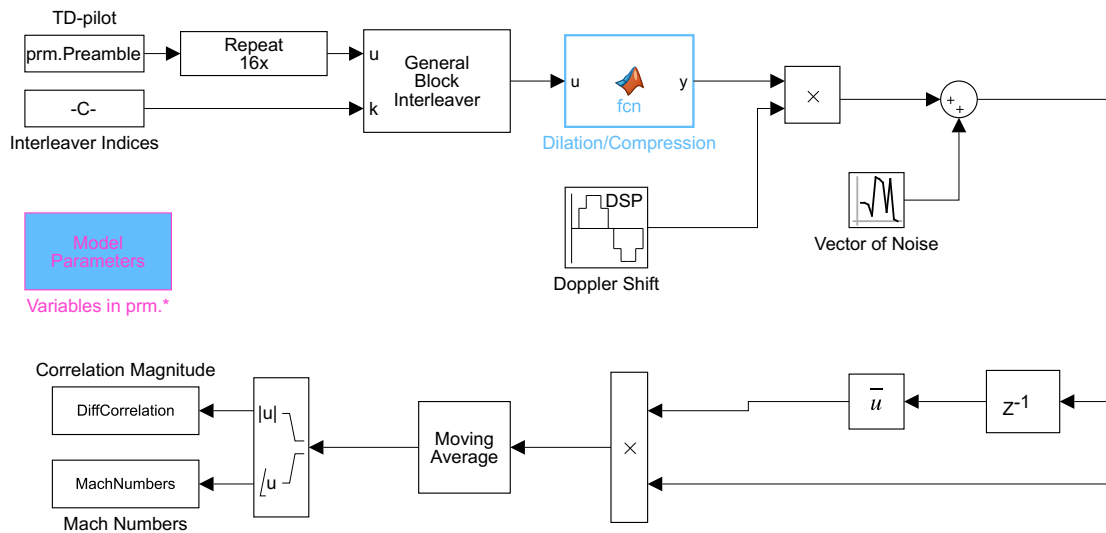 TD-pilot
prm.Preamble
Repeat
16x
u
k
General
Block
Interleaver
-C-
Interleaver Indices
u
y
fcn
Dilation/Compression
×
+
+
DSP
Doppler Shift
Vector of Noise
Model
Parameters
Variables in prm.*
Correlation Magnitude
DiffCorrelation
|u|
MachNumbers
∠u
Mach Numbers
Moving
Average
×
u̅
Z⁻¹